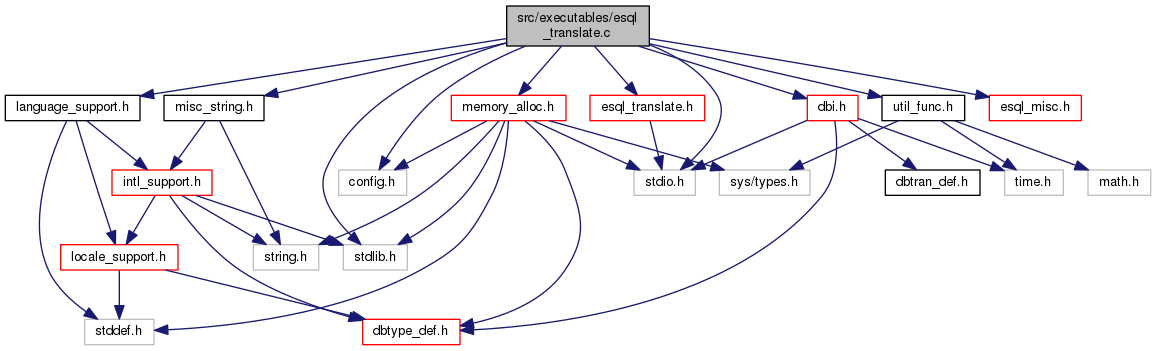 src/executables/esql
_translate.c
language_support.h
misc_string.h
memory_alloc.h
esql_translate.h
dbi.h
util_func.h
esql_misc.h
intl_support.h
config.h
stdio.h
sys/types.h
dbtran_def.h
time.h
math.h
locale_support.h
string.h
stdlib.h
stddef.h
dbtype_def.h